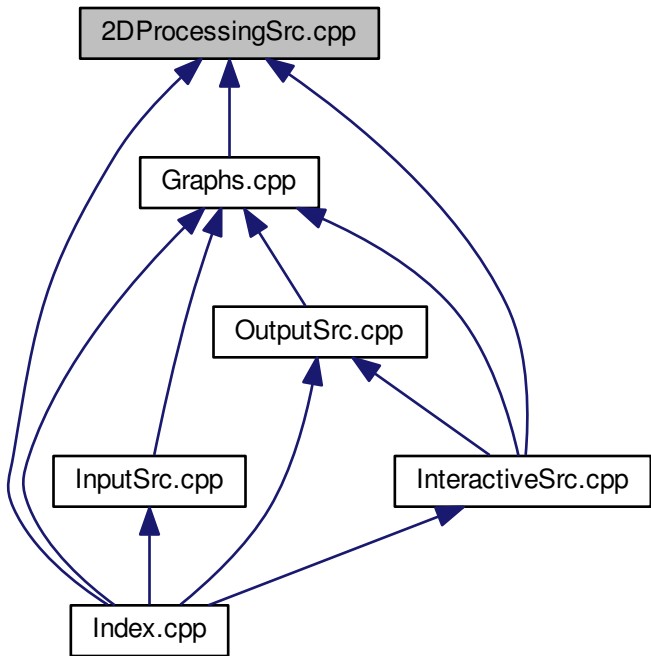 2DProcessingSrc.cpp
Graphs.cpp
OutputSrc.cpp
InputSrc.cpp
InteractiveSrc.cpp
Index.cpp